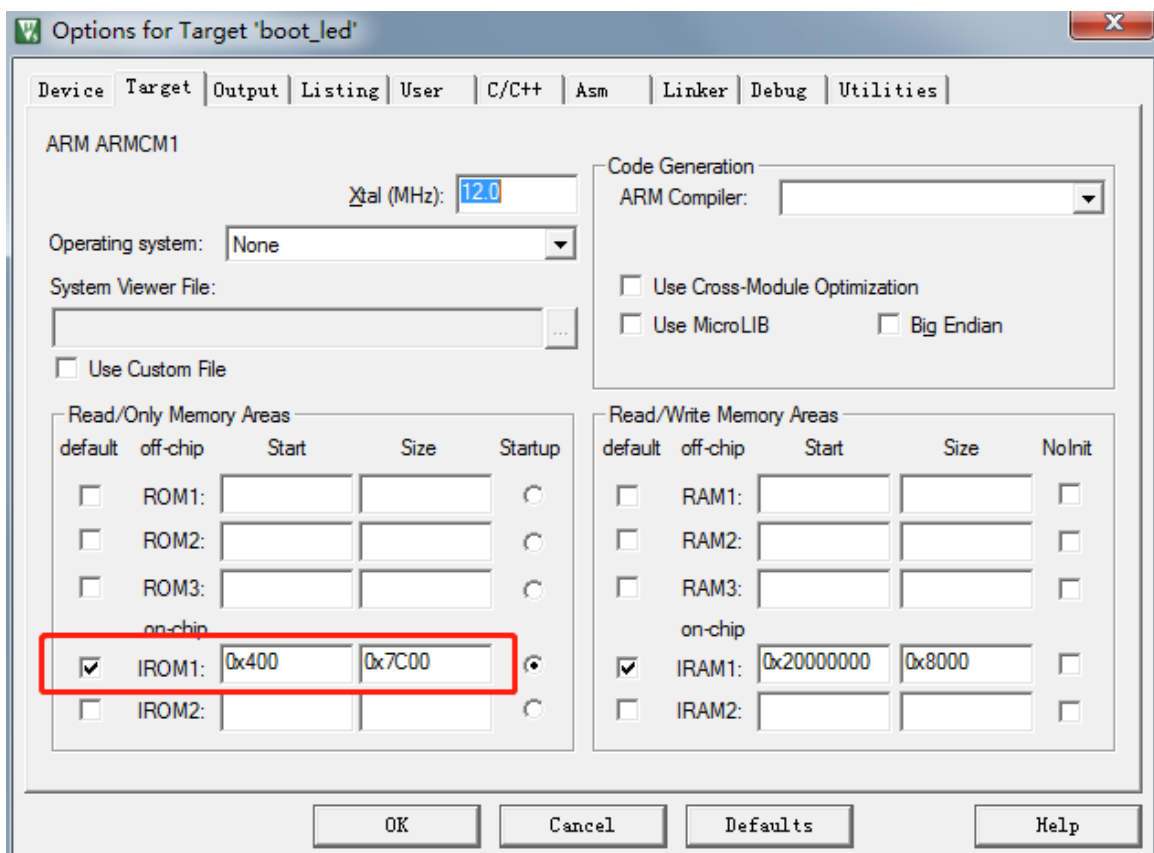 Options for Target 'boot_led'
Device Target Output Listing User C/C++ Asm Linker Debug Utilities
ARM ARMCM1
Xtal (MHz): 12.0
Operating system: None
System Viewer File:
...
Use Custom File
Code Generation
ARM Compiler:
Use Cross-Module Optimization
Use MicroLIB Big Endian
Read/Only Memory Areas
default off-chip Start Size Startup
ROM1:
ROM2:
ROM3:
on-chip
IROM1: 0x400 0x7C00
IROM2:
Read/Write Memory Areas
default off-chip Start Size NoInit
RAM1:
RAM2:
RAM3:
on-chip
IRAM1: 0x20000000 0x8000
IRAM2:
OK Cancel Defaults Help